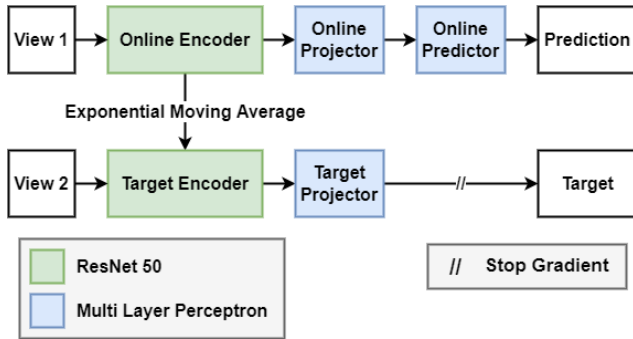 View 1
Online Encoder
Online
Projector
Online
Predictor
Prediction
Exponential Moving Average
View 2
Target Encoder
Target
Projector
//
Target
ResNet 50
Multi Layer Perceptron
// Stop Gradient